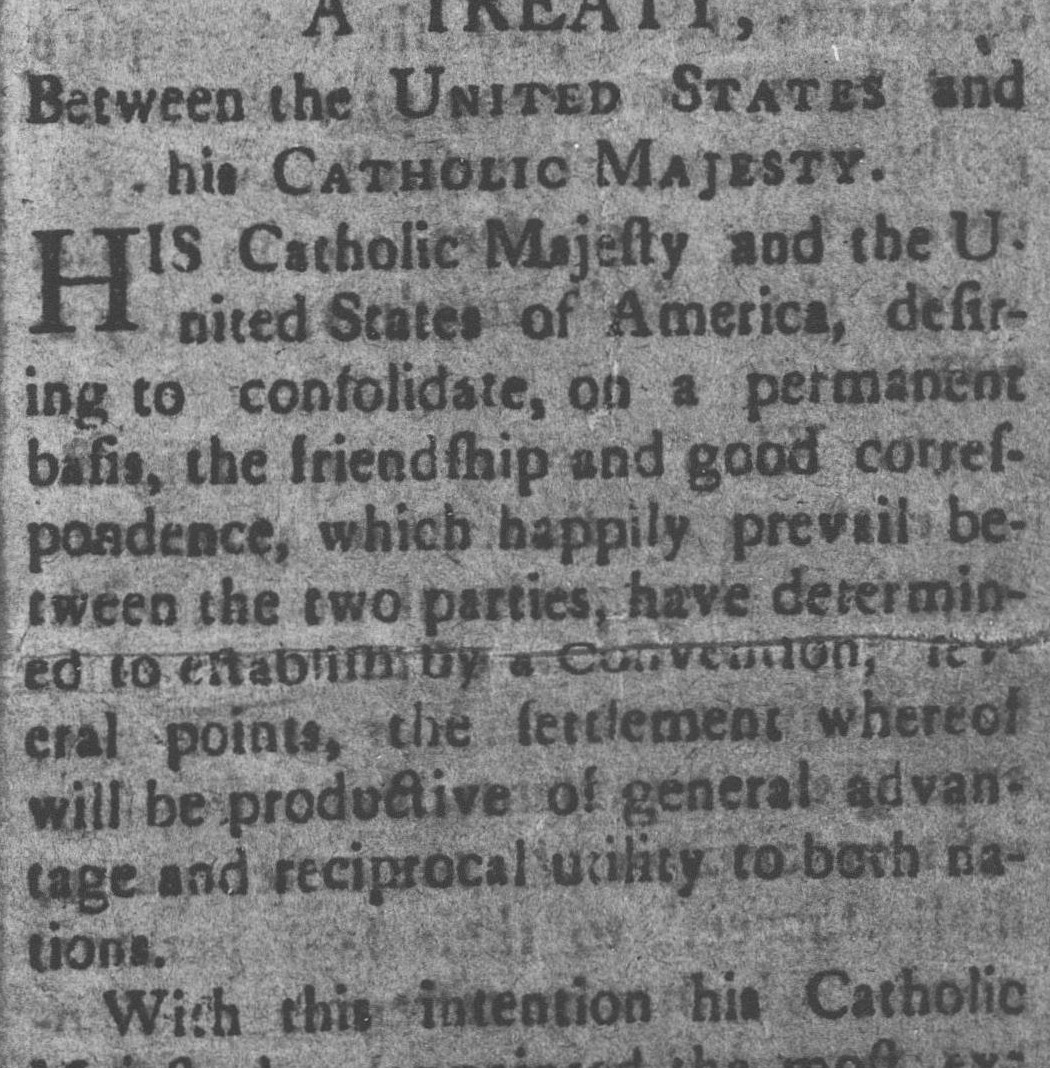 A TREATY,
Between the UNITED STATES and
his CATHOLIC MAJESTY.
HIS Catholic Majeſty and the U-
nited States of America, deſir-
ing to conſolidate, on a permanent
baſis, the friendſhip and good correſ-
pondence, which happily prevail be-
tween the two parties, have determin-
ed to eſtabliſh by a Convention, ſev-
eral points, the ſettlement whereof
will be productive of general advan-
tage and reciprocal utility to both na-
tions.
With this intention his Catholic
the moſt ex-